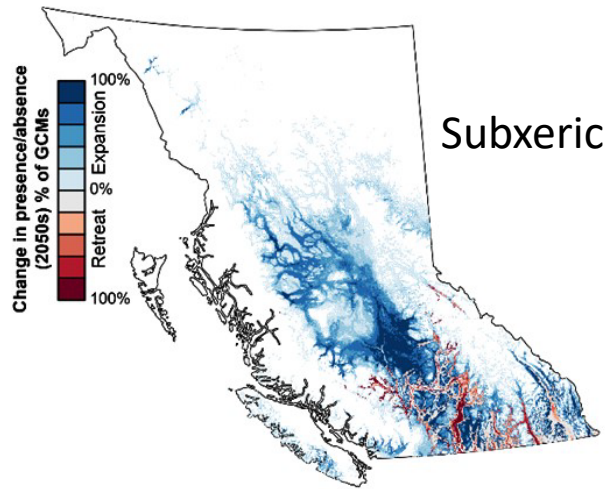 Change in presence/absence
(2050s) % of GCMs
100%
Expansion
0%
Retreat
100%
Subxeric